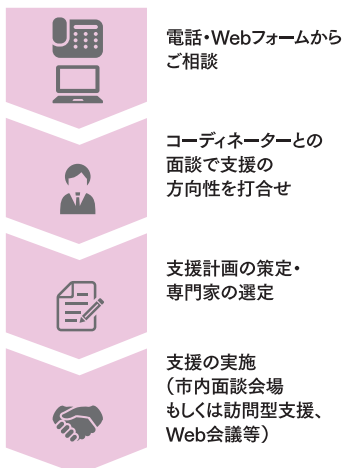 電話・Webフォームから
ご相談
コーディネーターとの
面談で支援の
方向性を打合せ
支援計画の策定・
専門家の選定
支援の実施
（市内面談会場
もしくは訪問型支援、
Web会議等）